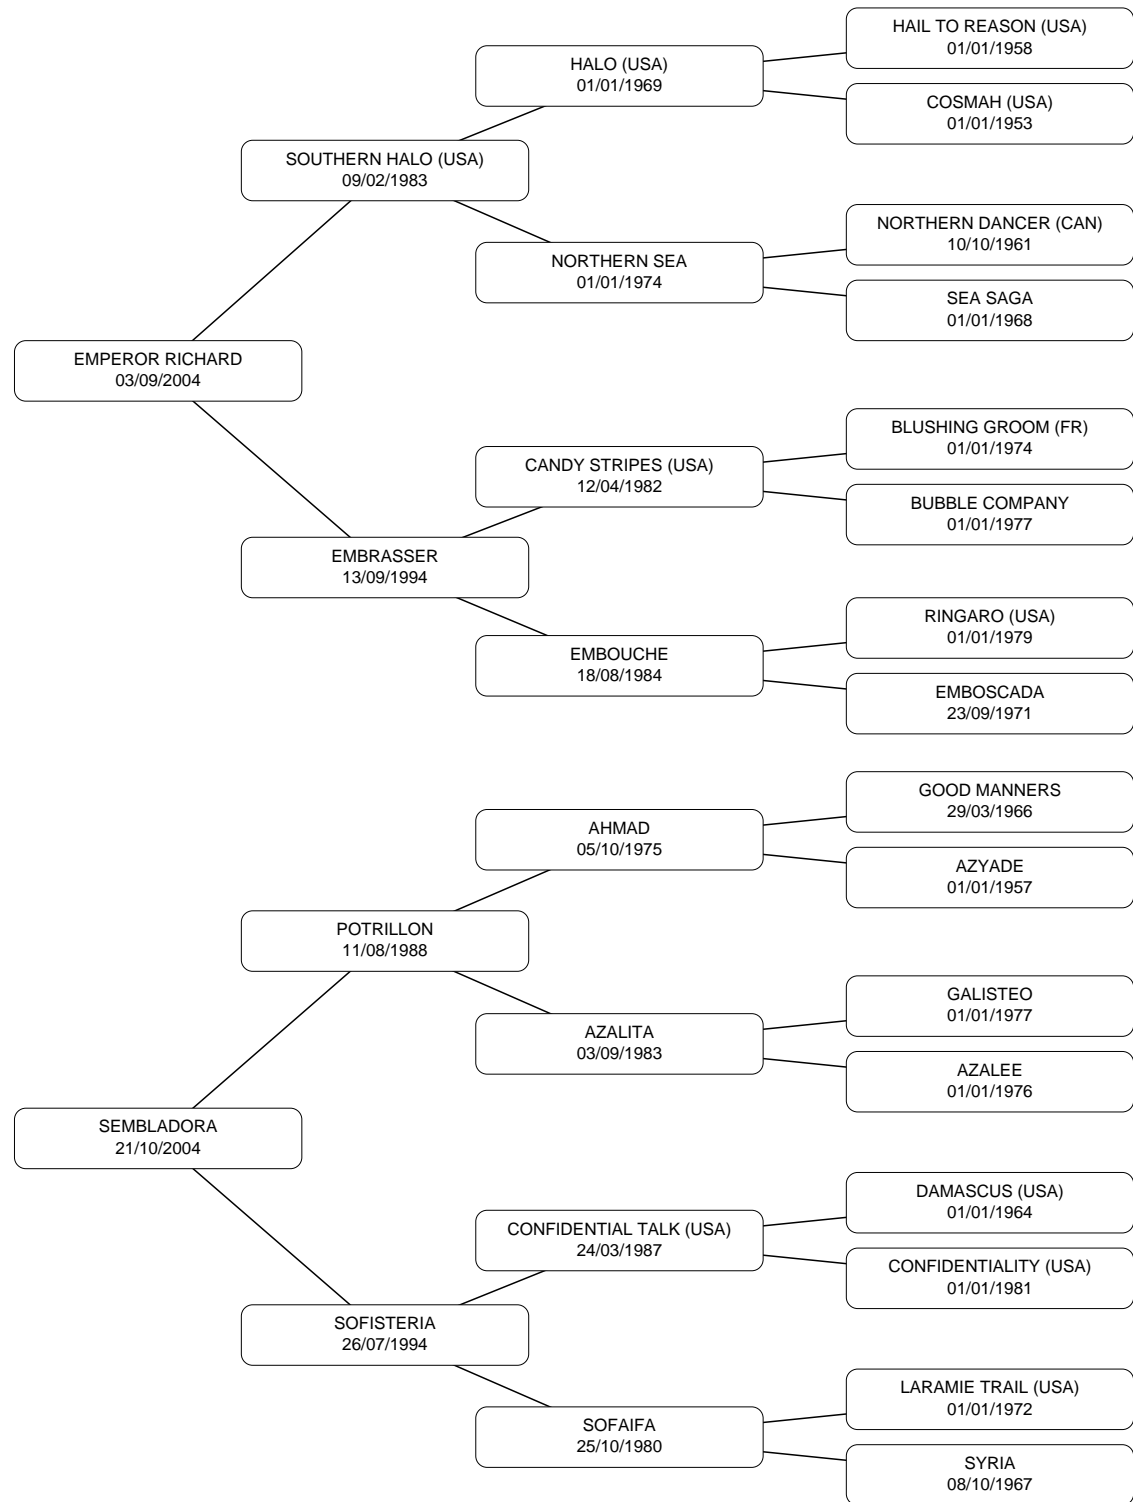 HAIL TO REASON (USA)
01/01/1958
HALO (USA)
01/01/1969
COSMAH (USA)
01/01/1953
SOUTHERN HALO (USA)
09/02/1983
NORTHERN DANCER (CAN)
10/10/1961
NORTHERN SEA
01/01/1974
SEA SAGA
01/01/1968
EMPEROR RICHARD
03/09/2004
BLUSHING GROOM (FR)
01/01/1974
CANDY STRIPES (USA)
12/04/1982
BUBBLE COMPANY
01/01/1977
EMBRASSER
13/09/1994
RINGARO (USA)
01/01/1979
EMBOUCHE
18/08/1984
EMBOSCADA
23/09/1971
GOOD MANNERS
29/03/1966
AHMAD
05/10/1975
AZYADE
01/01/1957
POTRILLON
11/08/1988
GALISTEO
01/01/1977
AZALITA
03/09/1983
AZALEE
01/01/1976
SEMBLADORA
21/10/2004
DAMASCUS (USA)
01/01/1964
CONFIDENTIAL TALK (USA)
24/03/1987
CONFIDENTIALITY (USA)
01/01/1981
SOFISTERIA
26/07/1994
LARAMIE TRAIL (USA)
01/01/1972
SOFAIFA
25/10/1980
SYRIA
08/10/1967